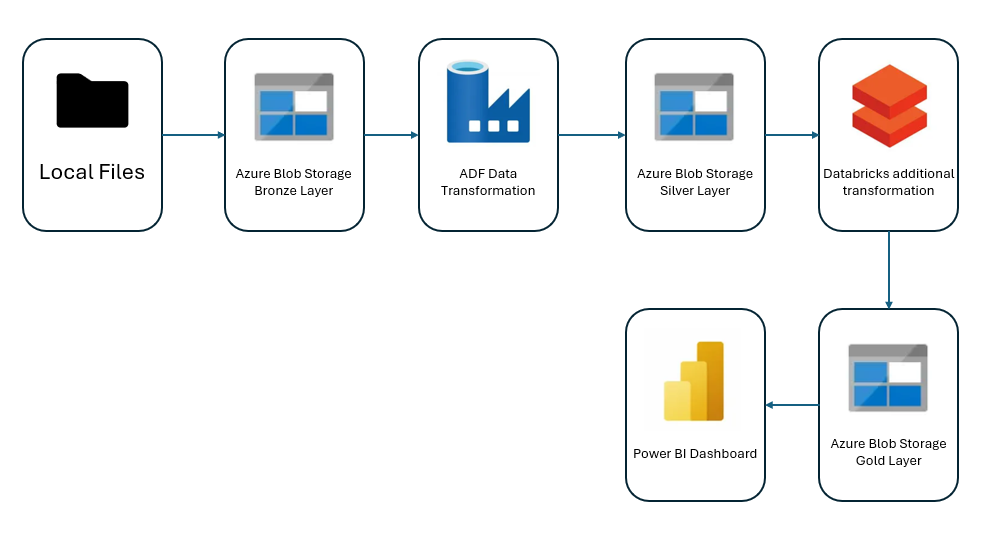 Local Files
Azure Blob Storage
Bronze Layer
ADF Data
Transformation
Azure Blob Storage
Silver Layer
Databricks additional
transformation
Power BI Dashboard
Azure Blob Storage
Gold Layer